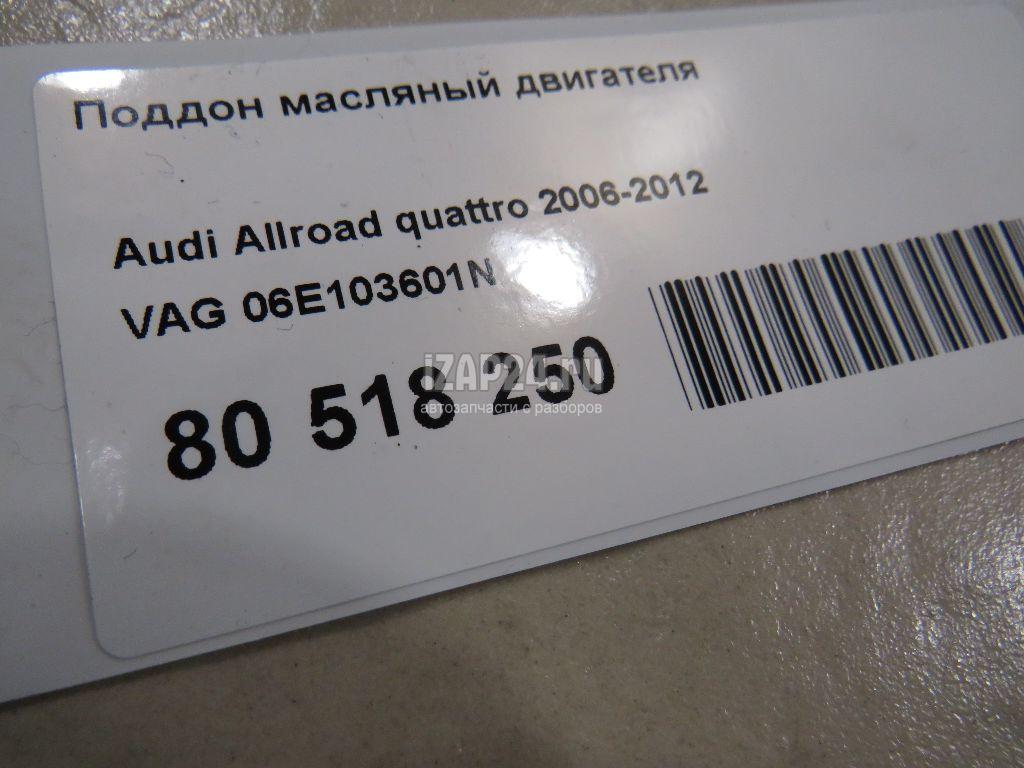 Поддон масляный двигателя
Audi Allroad quattro 2006-2012
VAG 06E103601N
80 518 250
iZAP24.ru
автозапчасти с разборов